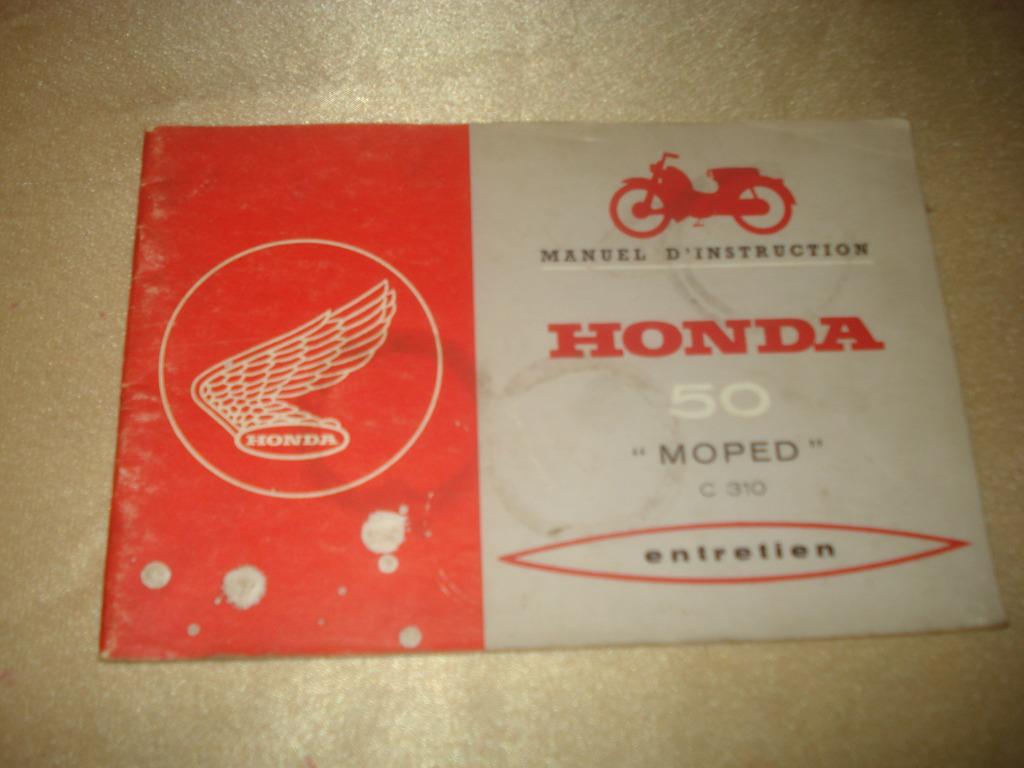 HONDA
MANUEL D'INSTRUCTION
HONDA
50
“MOPED”
C 310
entretien